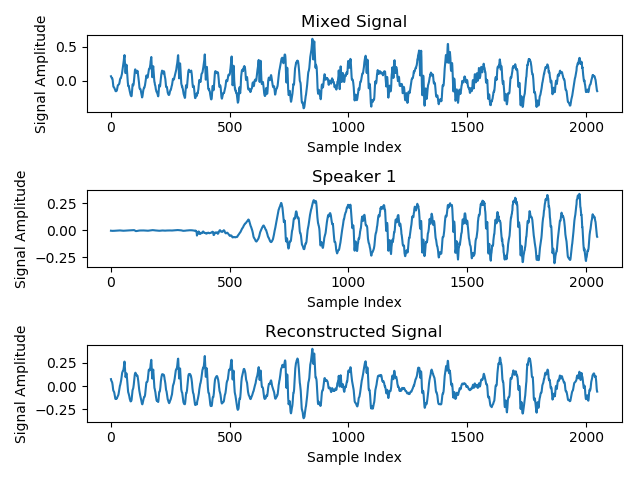 Mixed Signal
Signal Amplitude
0.5
0.0
0 500 1000 1500 2000
Sample Index
Speaker 1
Signal Amplitude
0.25
0.00
−0.25
0 500 1000 1500 2000
Sample Index
Reconstructed Signal
Signal Amplitude
0.25
0.00
−0.25
0 500 1000 1500 2000
Sample Index